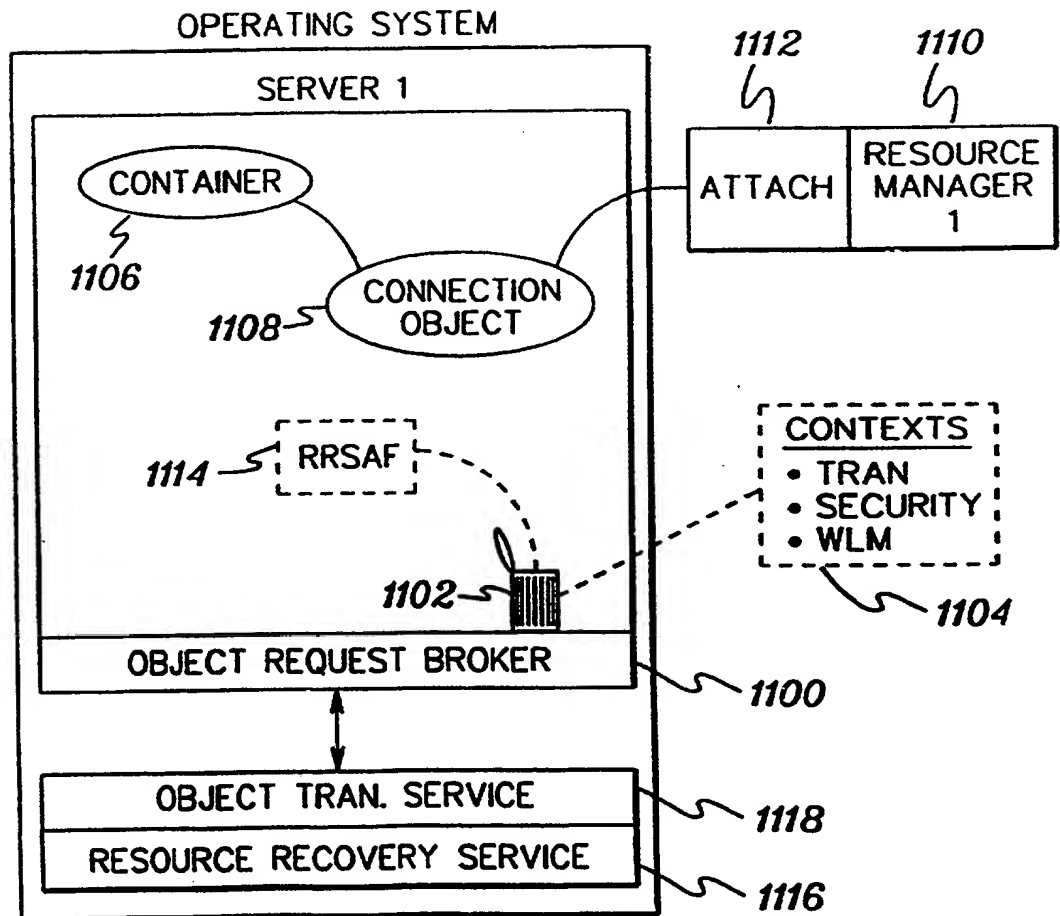 OPERATING SYSTEM
SERVER 1
1112
1110
CONTAINER
1106
ATTACH
RESOURCE
MANAGER
1
CONNECTION
OBJECT
1108
RRSAF
1114
CONTEXTS
• TRAN
• SECURITY
• WLM
1104
1102
OBJECT REQUEST BROKER
1100
OBJECT TRAN. SERVICE
1118
RESOURCE RECOVERY SERVICE
1116